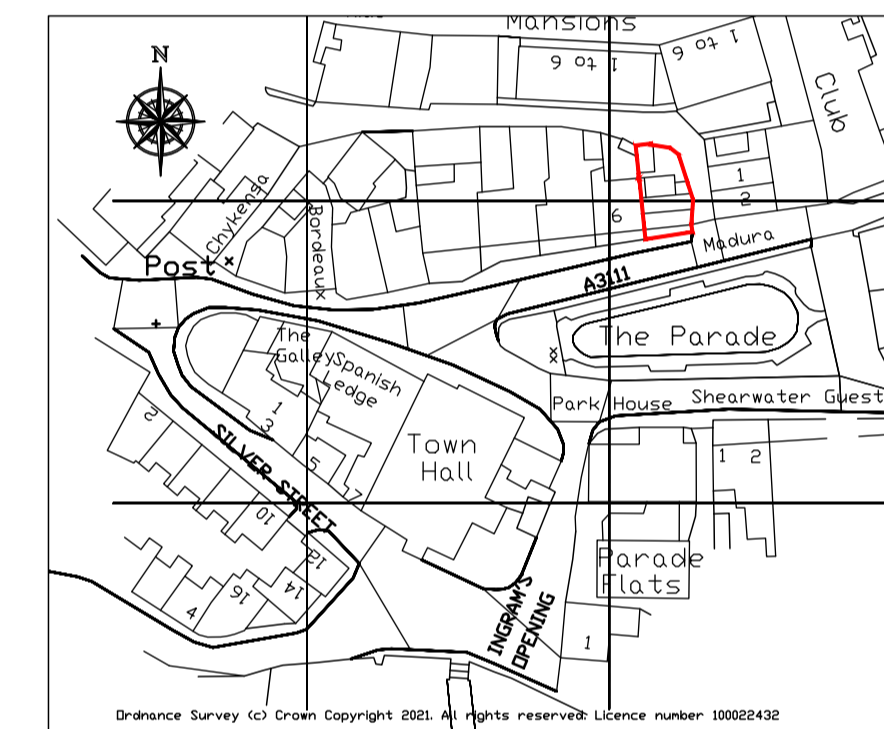 Mansions
1 to 6
1 to 6
Club
N
1
2
Chykenga
Bordeaux
6
Madura
Post
A3111
The Parade
The
Galley
Spanish
Ledge
1
3
5
7
Town
Hall
Park House
Shearwater Guest
1 2
2
SILVER STREET
10
12
14
16
4
Parade
Flats
INGRAM'S
OPENING
1
Ordnance Survey (c) Crown Copyright 2021. All rights reserved. Licence number 100022432